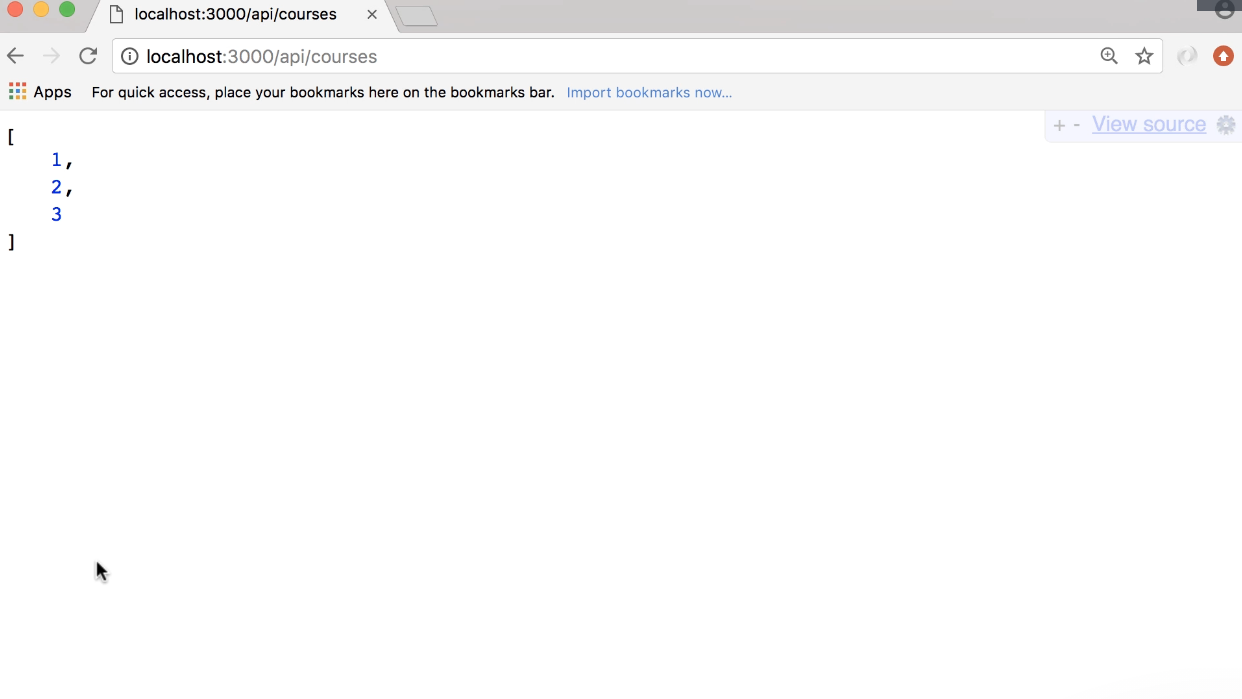 localhost:3000/api/courses
localhost:3000/api/courses
Apps For quick access, place your bookmarks here on the bookmarks bar. Import bookmarks now...
+ - View source
[
1,
2,
3
]